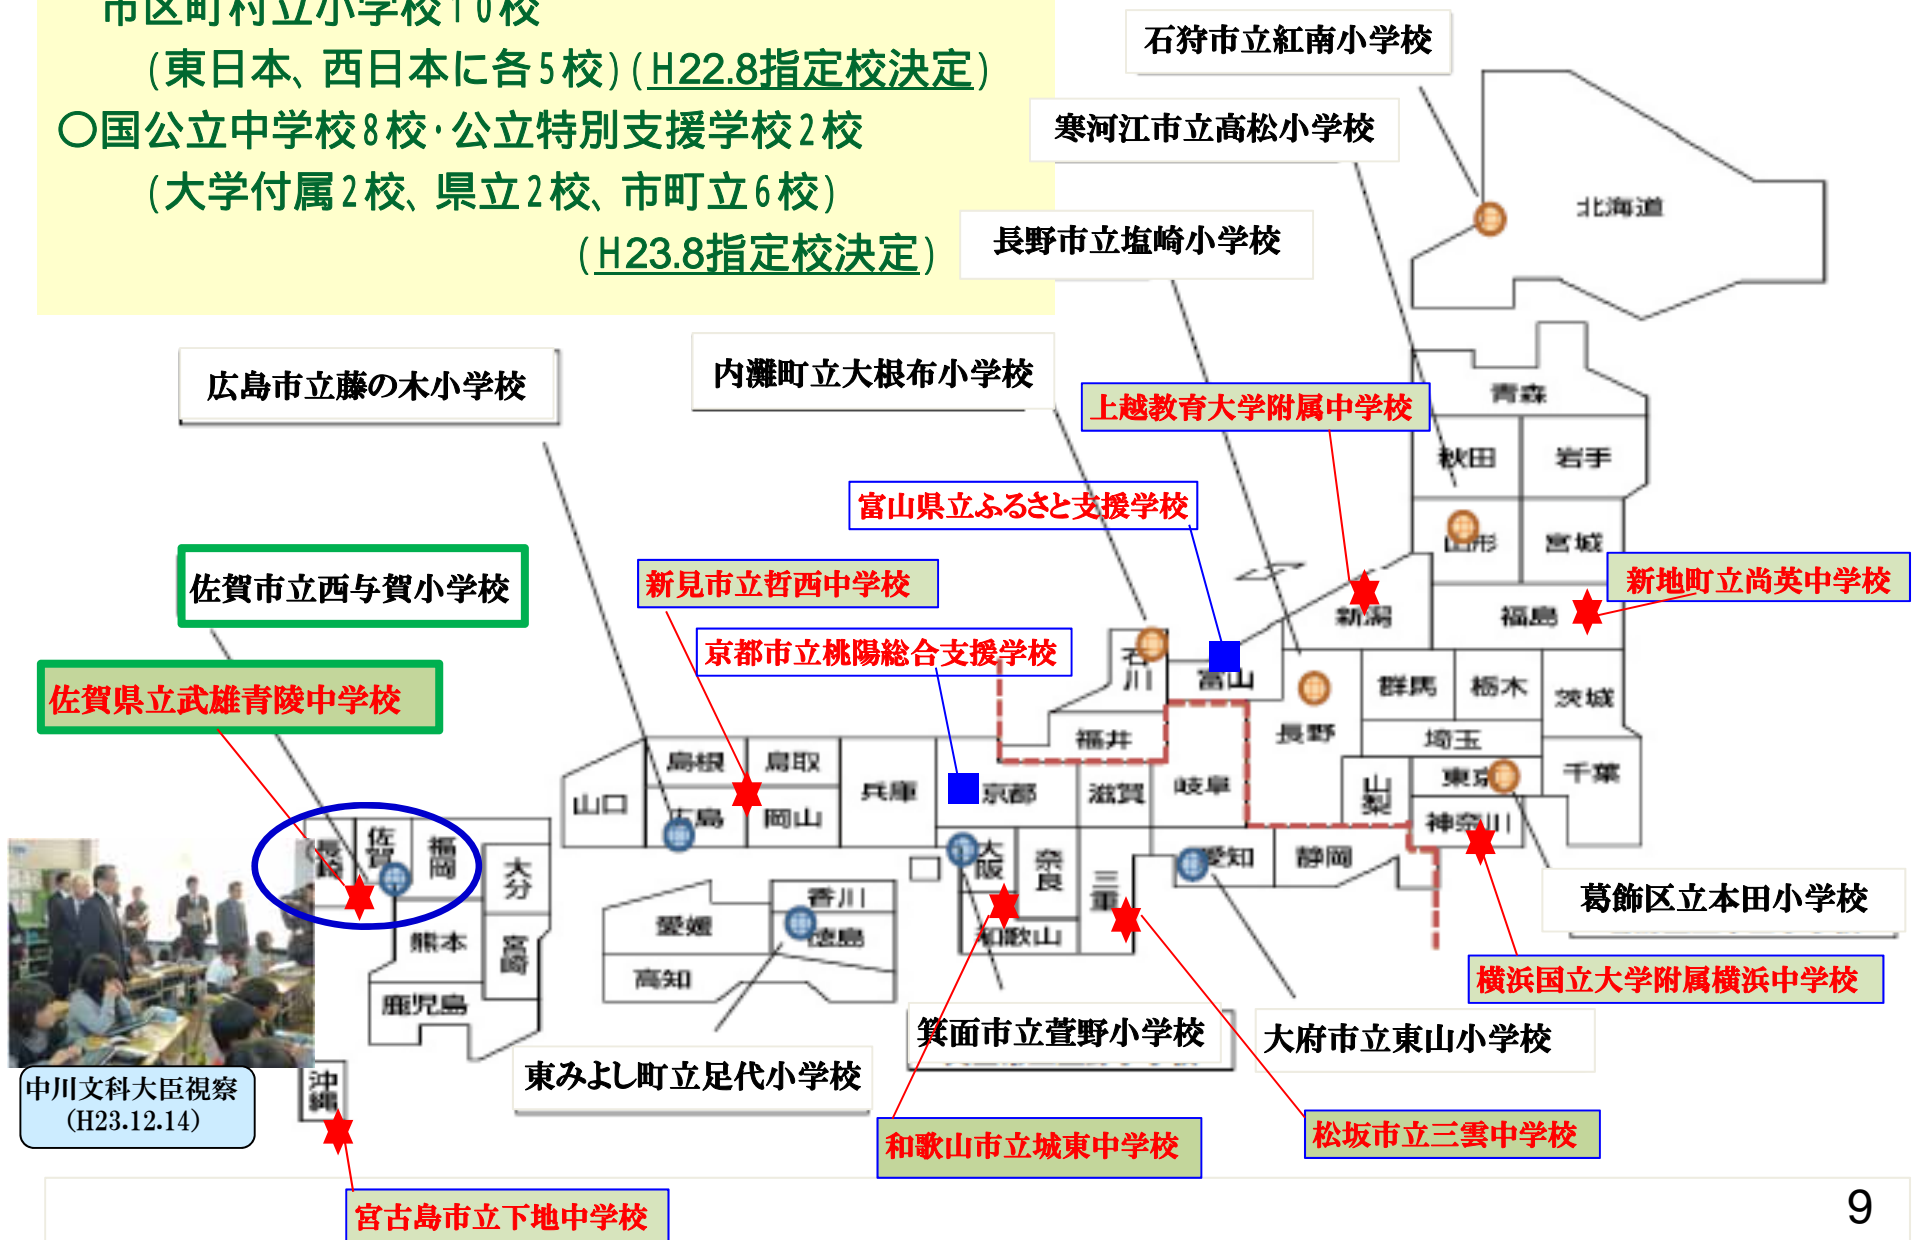 市区町村立小学校10校
(東日本、西日本に各5校)(H22.8指定校決定)
〇国公立中学校8校・公立特別支援学校2校
(大学付属2校、県立2校、市町立6校)
(H23.8指定校決定)
石狩市立紅南小学校
寒河江市立高松小学校
北海道
長野市立塩崎小学校
広島市立藤の木小学校
内灘町立大根布小学校
上越教育大学附属中学校
青森
秋田
岩手
富山県立ふるさと支援学校
山形
宮城
佐賀市立西与賀小学校
新見市立哲西中学校
新地町立尚英中学校
新潟
福島
京都市立桃陽総合支援学校
石川
富山
佐賀県立武雄青陵中学校
群馬
栃木
茨城
福井
長野
埼玉
島根
鳥取
山口
兵庫
京都
滋賀
岐阜
山梨
東京
千葉
広島
岡山
神奈川
長崎
佐賀
福岡
大分
大阪
奈良
三重
愛知
静岡
葛飾区立本田小学校
香川
愛媛
徳島
熊本
宮崎
和歌山
高知
横浜国立大学附属横浜中学校
鹿児島
箕面市立萱野小学校
大府市立東山小学校
東みよし町立足代小学校
中川文科大臣視察
(H23.12.14)
沖縄
和歌山市立城東中学校
松坂市立三雲中学校
宮古島市立下地中学校
9